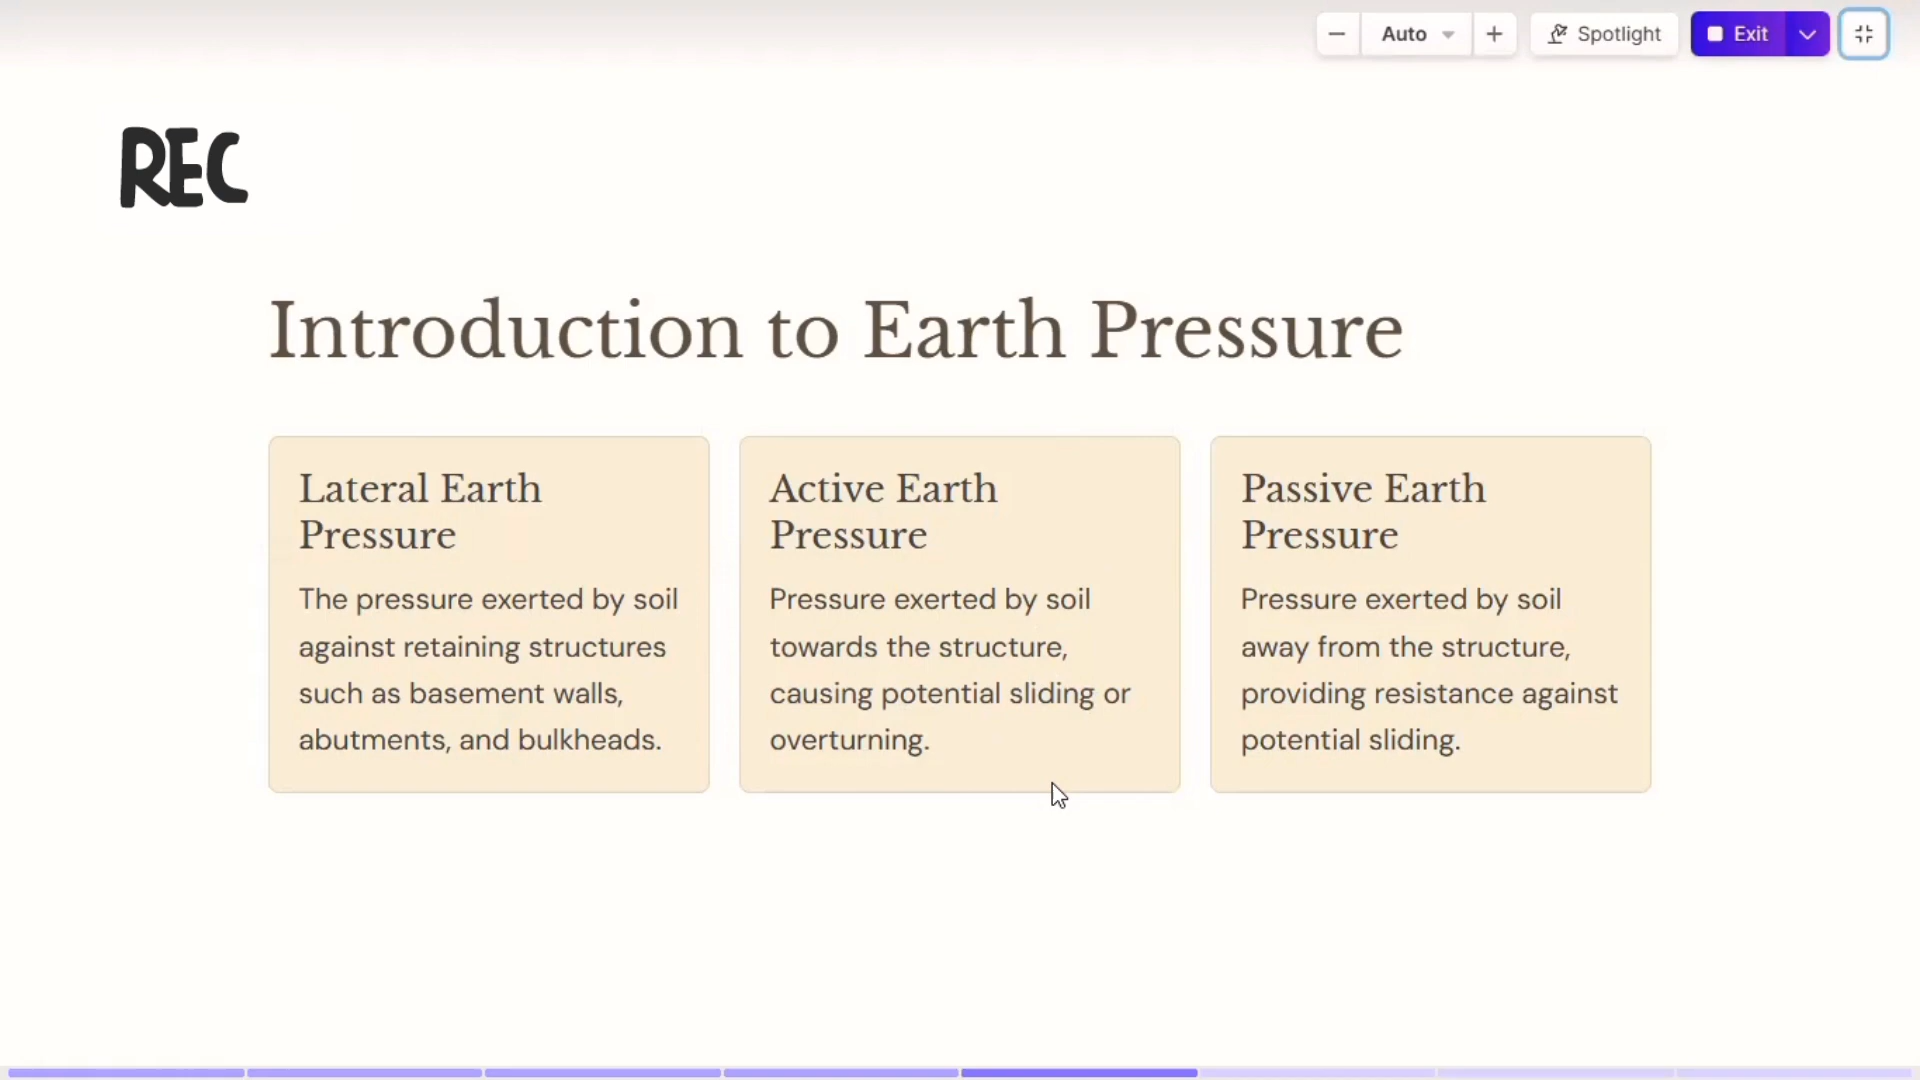 Auto
Spotlight
Exit
REC
Introduction to Earth Pressure
Lateral Earth
Pressure
The pressure exerted by soil
against retaining structures
such as basement walls,
abutments, and bulkheads.
Active Earth
Pressure
Pressure exerted by soil
towards the structure,
causing potential sliding or
overturning.
Passive Earth
Pressure
Pressure exerted by soil
away from the structure,
providing resistance against
potential sliding.